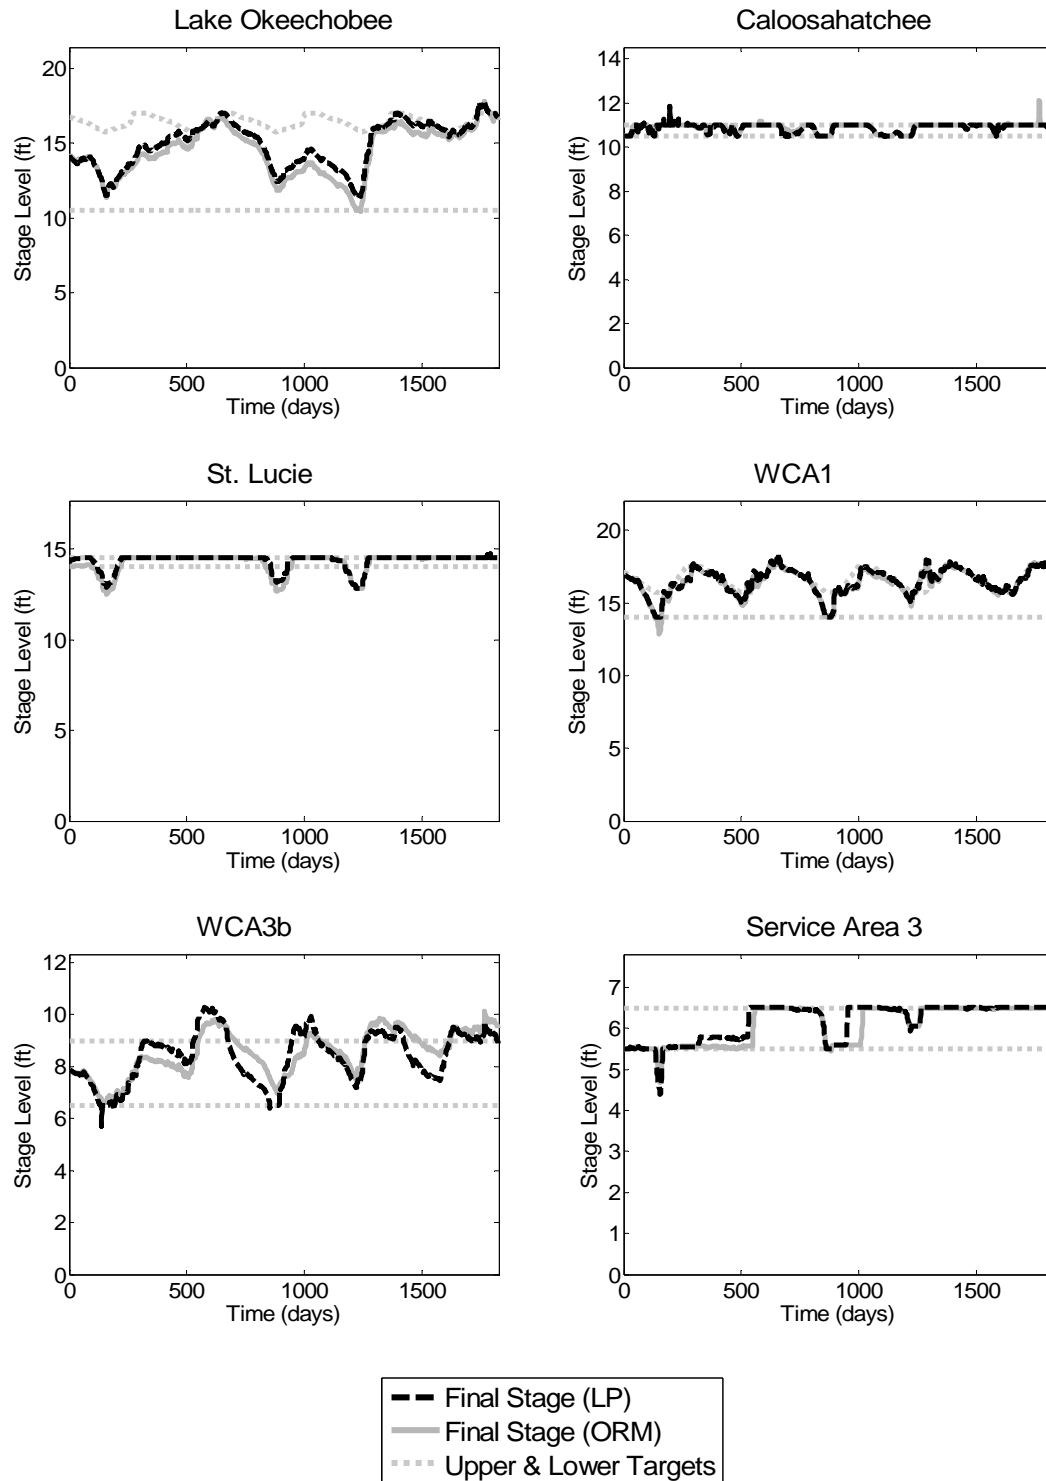 Lake Okeechobee
20
15
10
5
0
0 500 1000 1500
Stage Level (ft)
Time (days)
Caloosahatchee
14
12
10
8
6
4
2
0
0 500 1000 1500
Stage Level (ft)
Time (days)
St. Lucie
15
10
5
0
0 500 1000 1500
Stage Level (ft)
Time (days)
WCA1
20
15
10
5
0
0 500 1000 1500
Stage Level (ft)
Time (days)
WCA3b
12
10
8
6
4
2
0
0 500 1000 1500
Stage Level (ft)
Time (days)
Service Area 3
7
6
5
4
3
2
1
0
0 500 1000 1500
Stage Level (ft)
Time (days)
Final Stage (LP)
Final Stage (ORM)
Upper & Lower Targets